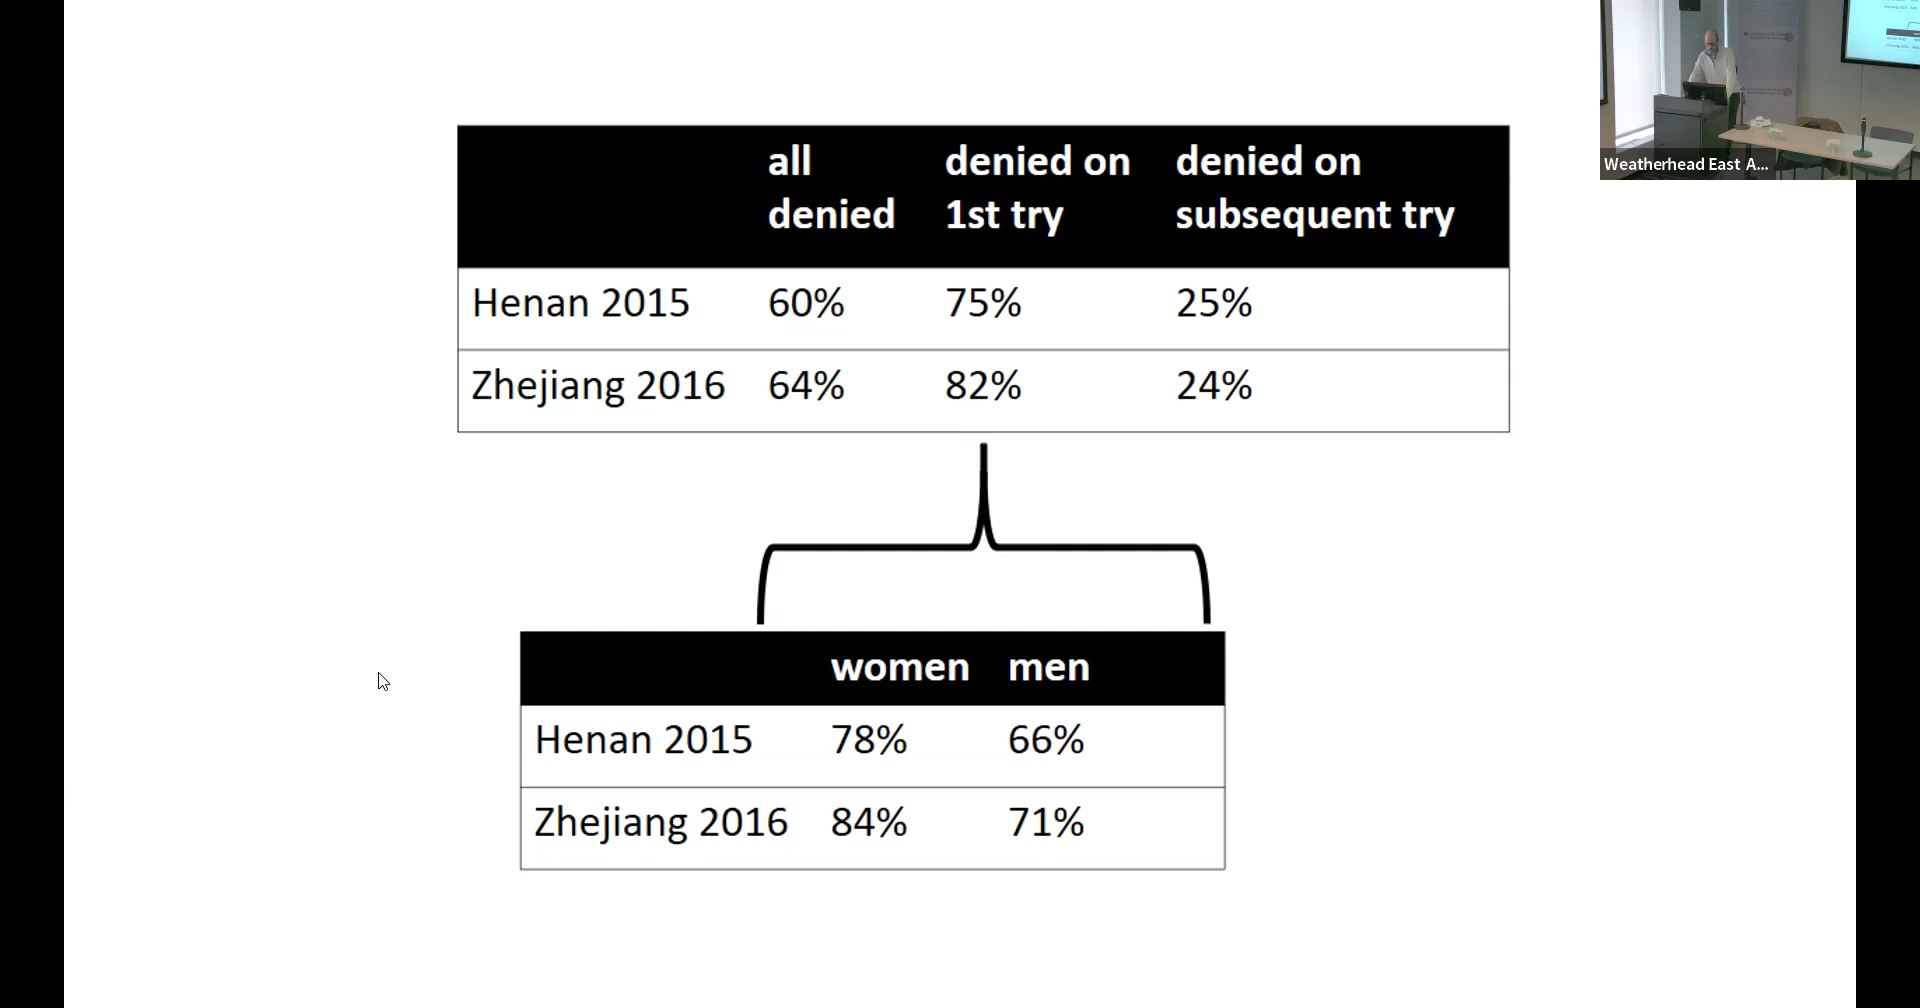 Weatherhead East A...
all denied denied on 1st try denied on subsequent try
Henan 2015 60% 75% 25%
Zhejiang 2016 64% 82% 24%
women men
Henan 2015 78% 66%
Zhejiang 2016 84% 71%